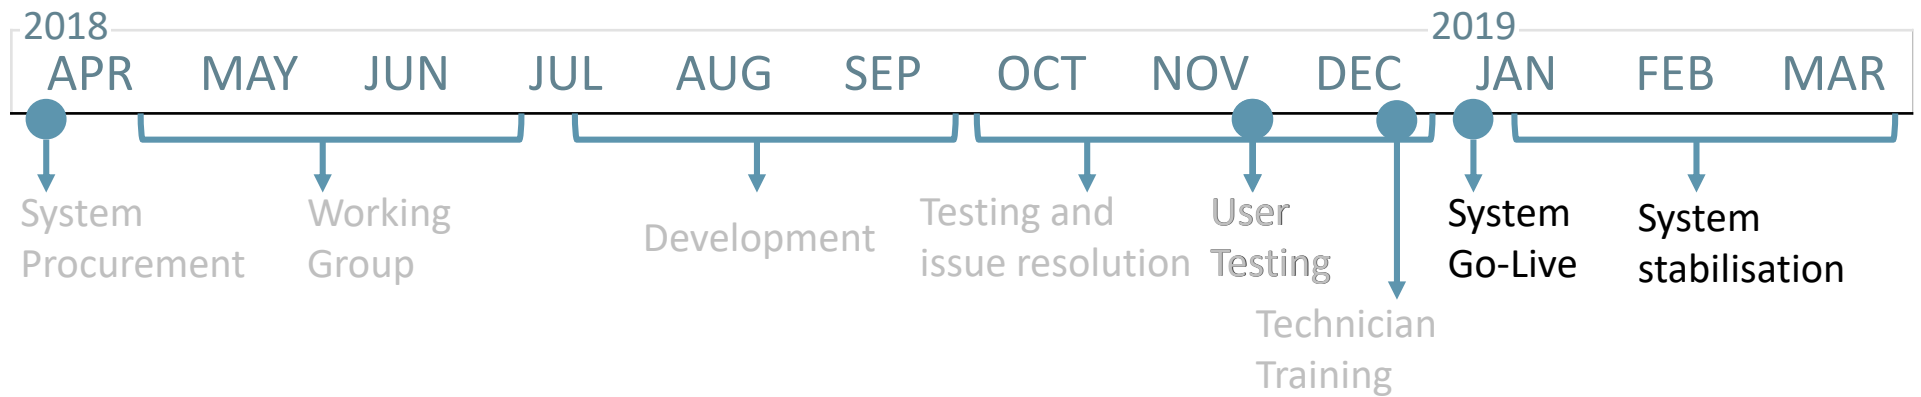 2018 2019
APR MAY JUN JUL AUG SEP OCT NOV DEC JAN FEB MAR
System
Procurement
Working
Group
Development
Testing and
issue resolution
User
Testing
Technician
Training
System
Go-Live
System
stabilisation